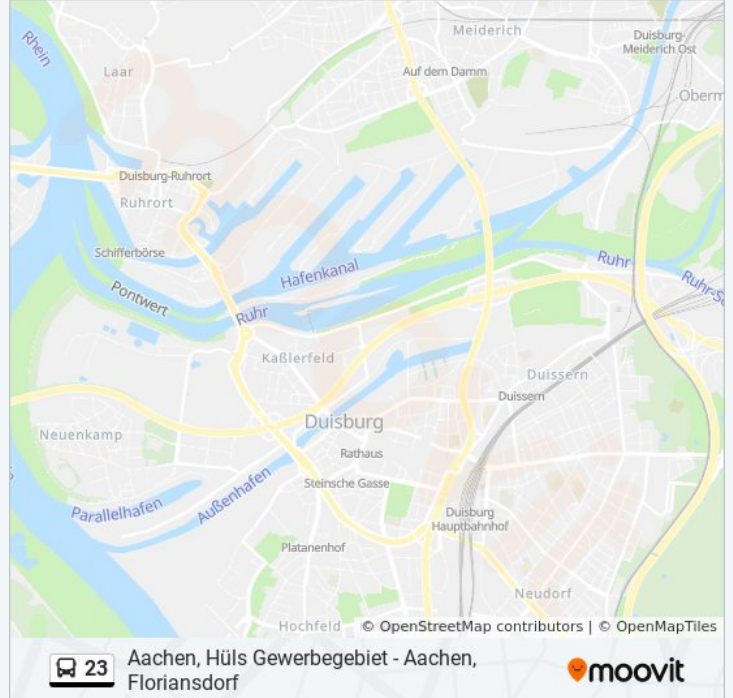 Rhein
Meiderich
Duisburg-
Meiderich Ost
Laar
Auf dem Damm
Oberm
Duisburg-Ruhrort
Ruhrort
Schifferbörse
Hafenkanal
Ruhr
Ruhr-S
Pontwert
Ruhr
Kaßlerfeld
Duissern
Duissern
Duisburg
Neuenkamp
Rathaus
Steinsche Gasse
Außenhafen
Parallelhafen
Duisburg
Hauptbahnhof
Platanenhof
Neudorf
Hochfeld
© OpenStreetMap contributors | © OpenMapTiles
23
Aachen, Hüls Gewerbegebiet - Aachen,
Floriansdorf
moovit